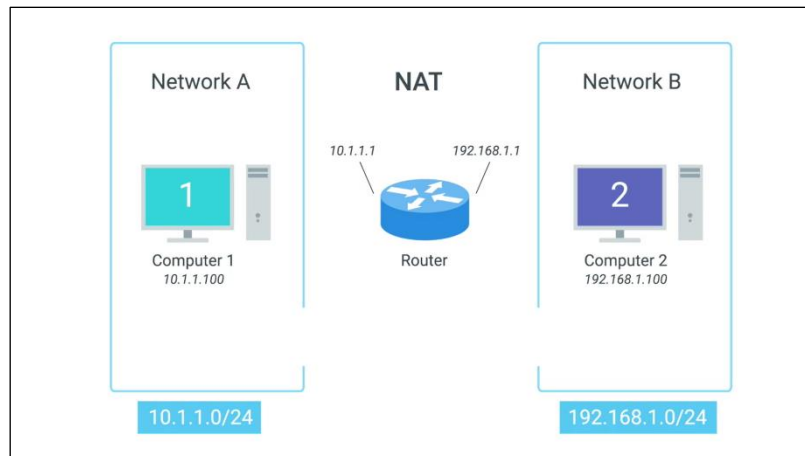 Network A
NAT
Network B
10.1.1.1
192.168.1.1
1
2
Computer 1
10.1.1.100
Router
Computer 2
192.168.1.100
10.1.1.0/24
192.168.1.0/24